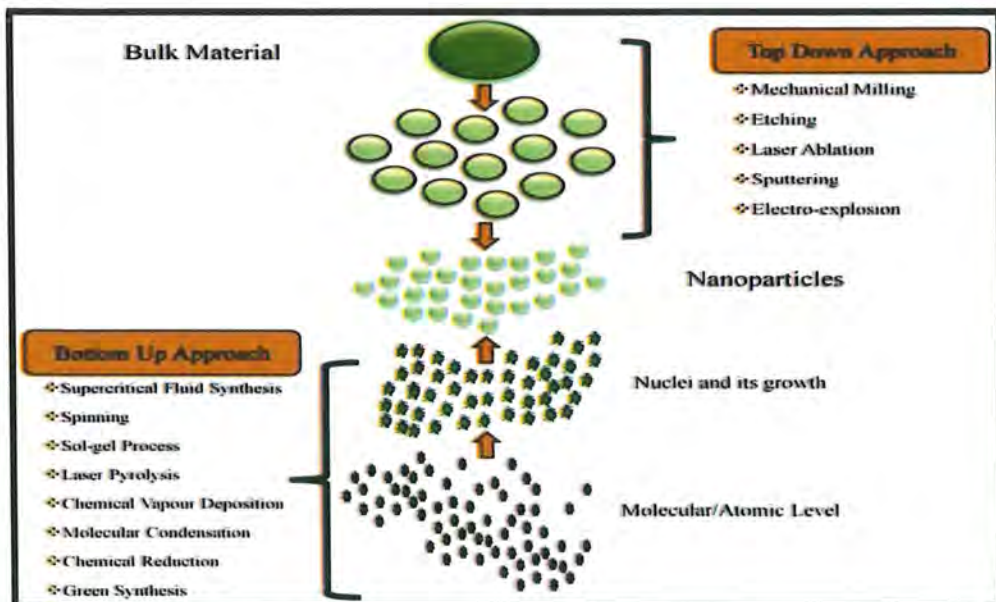 Bulk Material
Top Down Approach
❖Mechanical Milling
❖Etching
❖Laser Ablation
❖Sputtering
❖Electro-explosion
Nanoparticles
Bottom Up Approach
❖Supercritical Fluid Synthesis
❖Spinning
❖Sol-gel Process
❖Laser Pyrolysis
❖Chemical Vapour Deposition
❖Molecular Condensation
❖Chemical Reduction
❖Green Synthesis
Nuclei and its growth
Molecular/Atomic Level